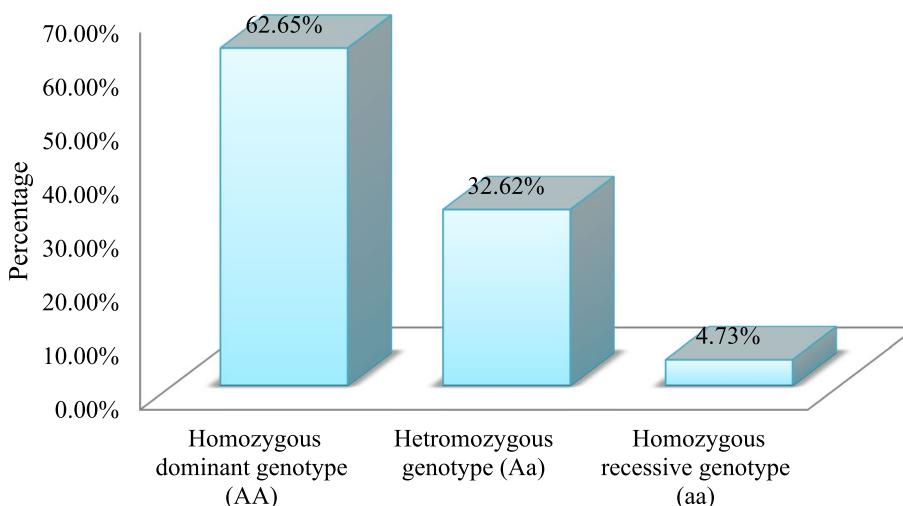 70.00%
60.00%
50.00%
40.00%
30.00%
20.00%
10.00%
0.00%
Percentage
62.65%
32.62%
4.73%
Homozygous
dominant genotype
(AA)
Hetromozygous
genotype (Aa)
Homozygous
recessive genotype
(aa)